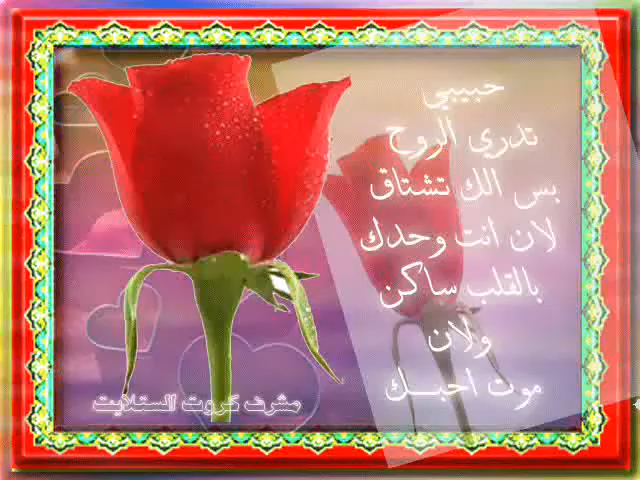 حبيبي
تدري الروح
بس الك تشتاق
لان انت وحدك
بالقلب ساكن
ولان
موت احبـــك
مشرف كروت الستلايت